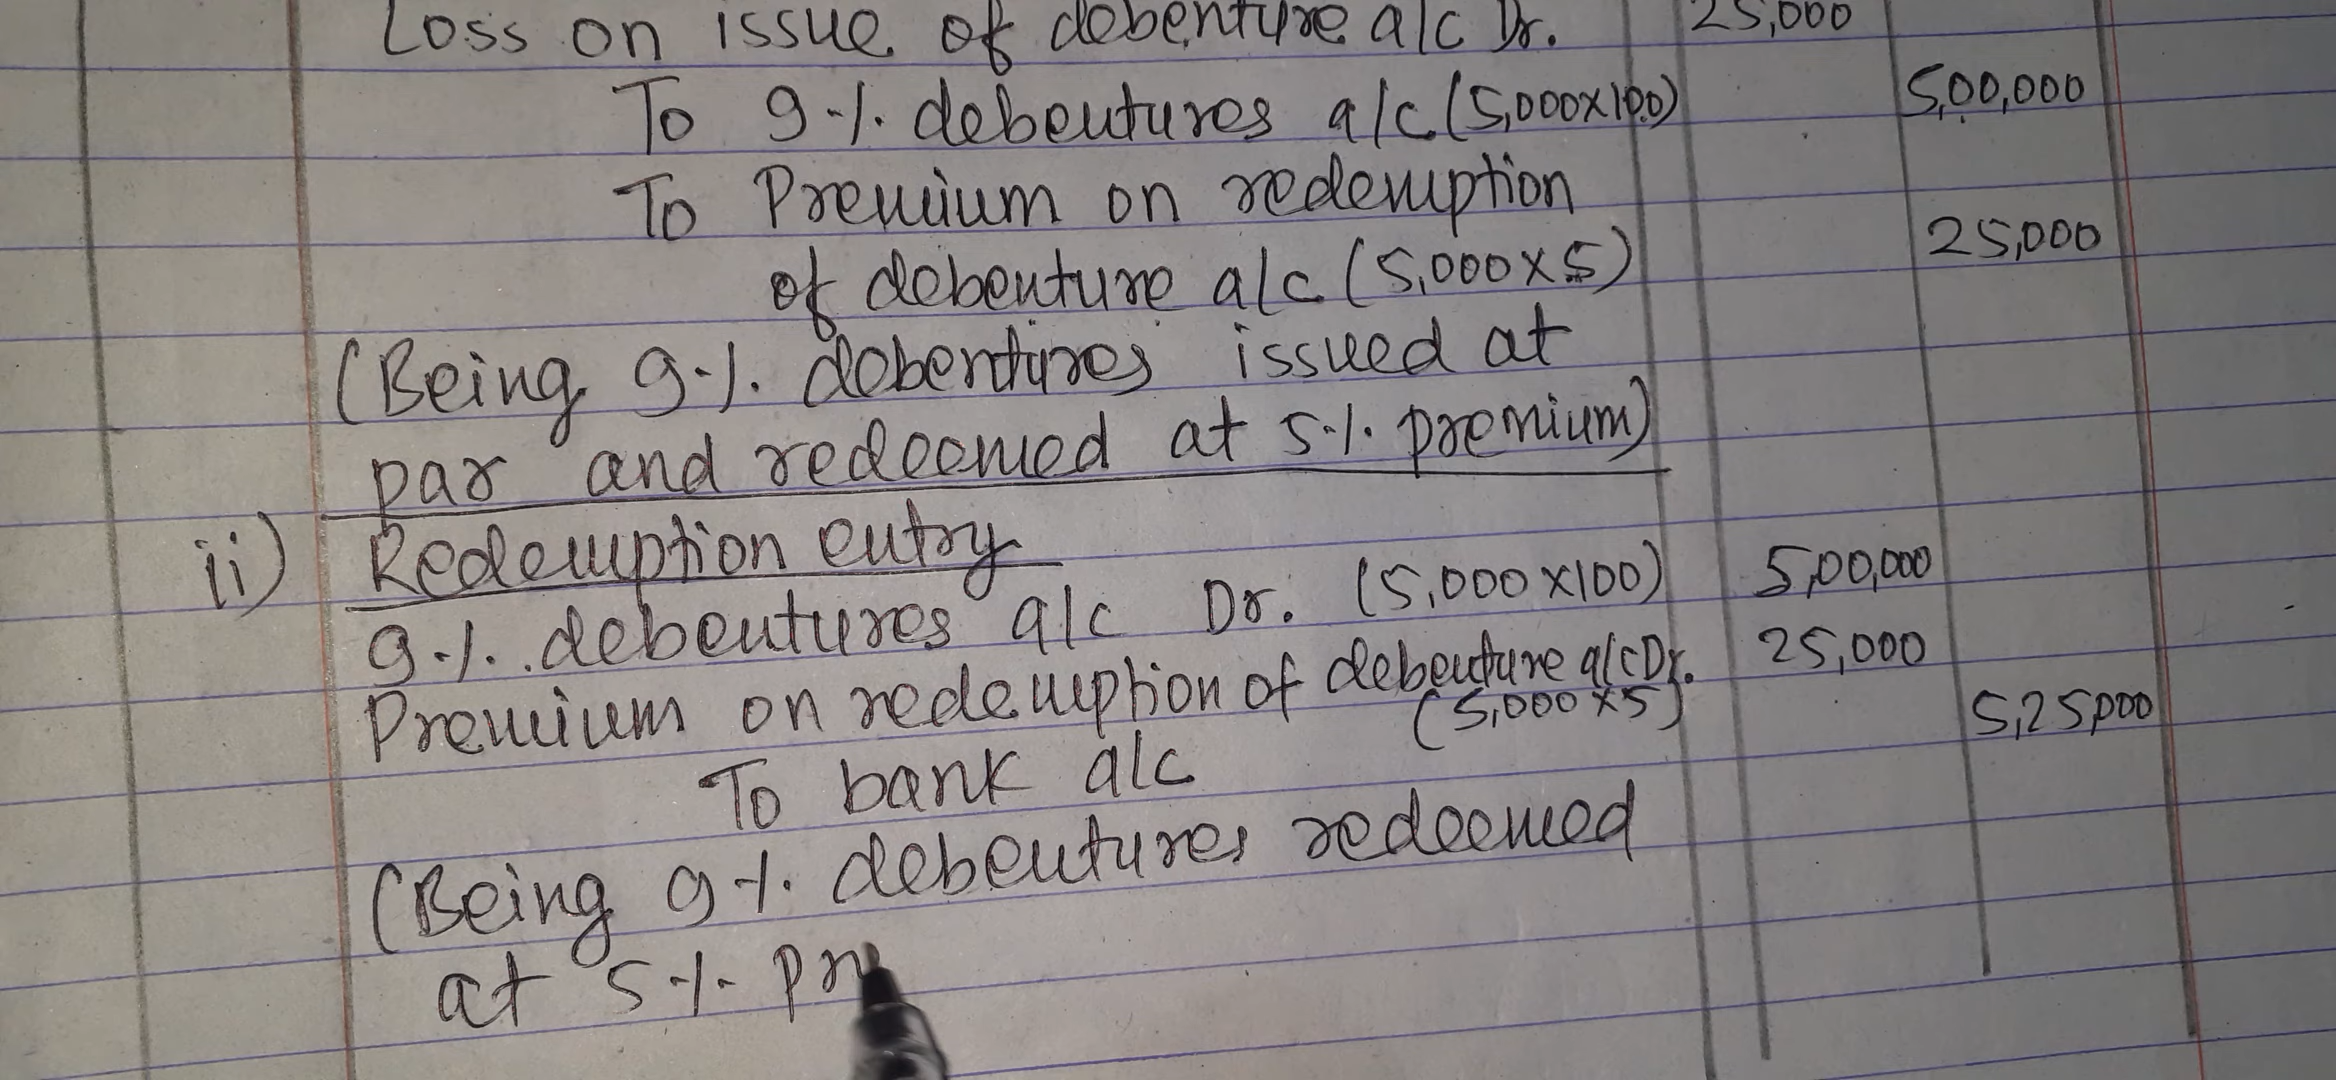 Loss on issue of debenture a/c Dr. 25,000
To 9%. debentures a/c (5,000x100) 5,00,000
To Premium on redemption
of debenture a/c (5,000x5) 25,000
(Being 9%. debentures issued at
par and redeemed at 5%. premium)
ii) Redemption entry
9%. debentures a/c Dr. (5,000x100) 5,00,000
Premium on redemption of debenture a/c Dr. 25,000
(5,000x5)
To bank a/c 5,25,000
(Being 9%. debentures redeemed
at 5%. pr